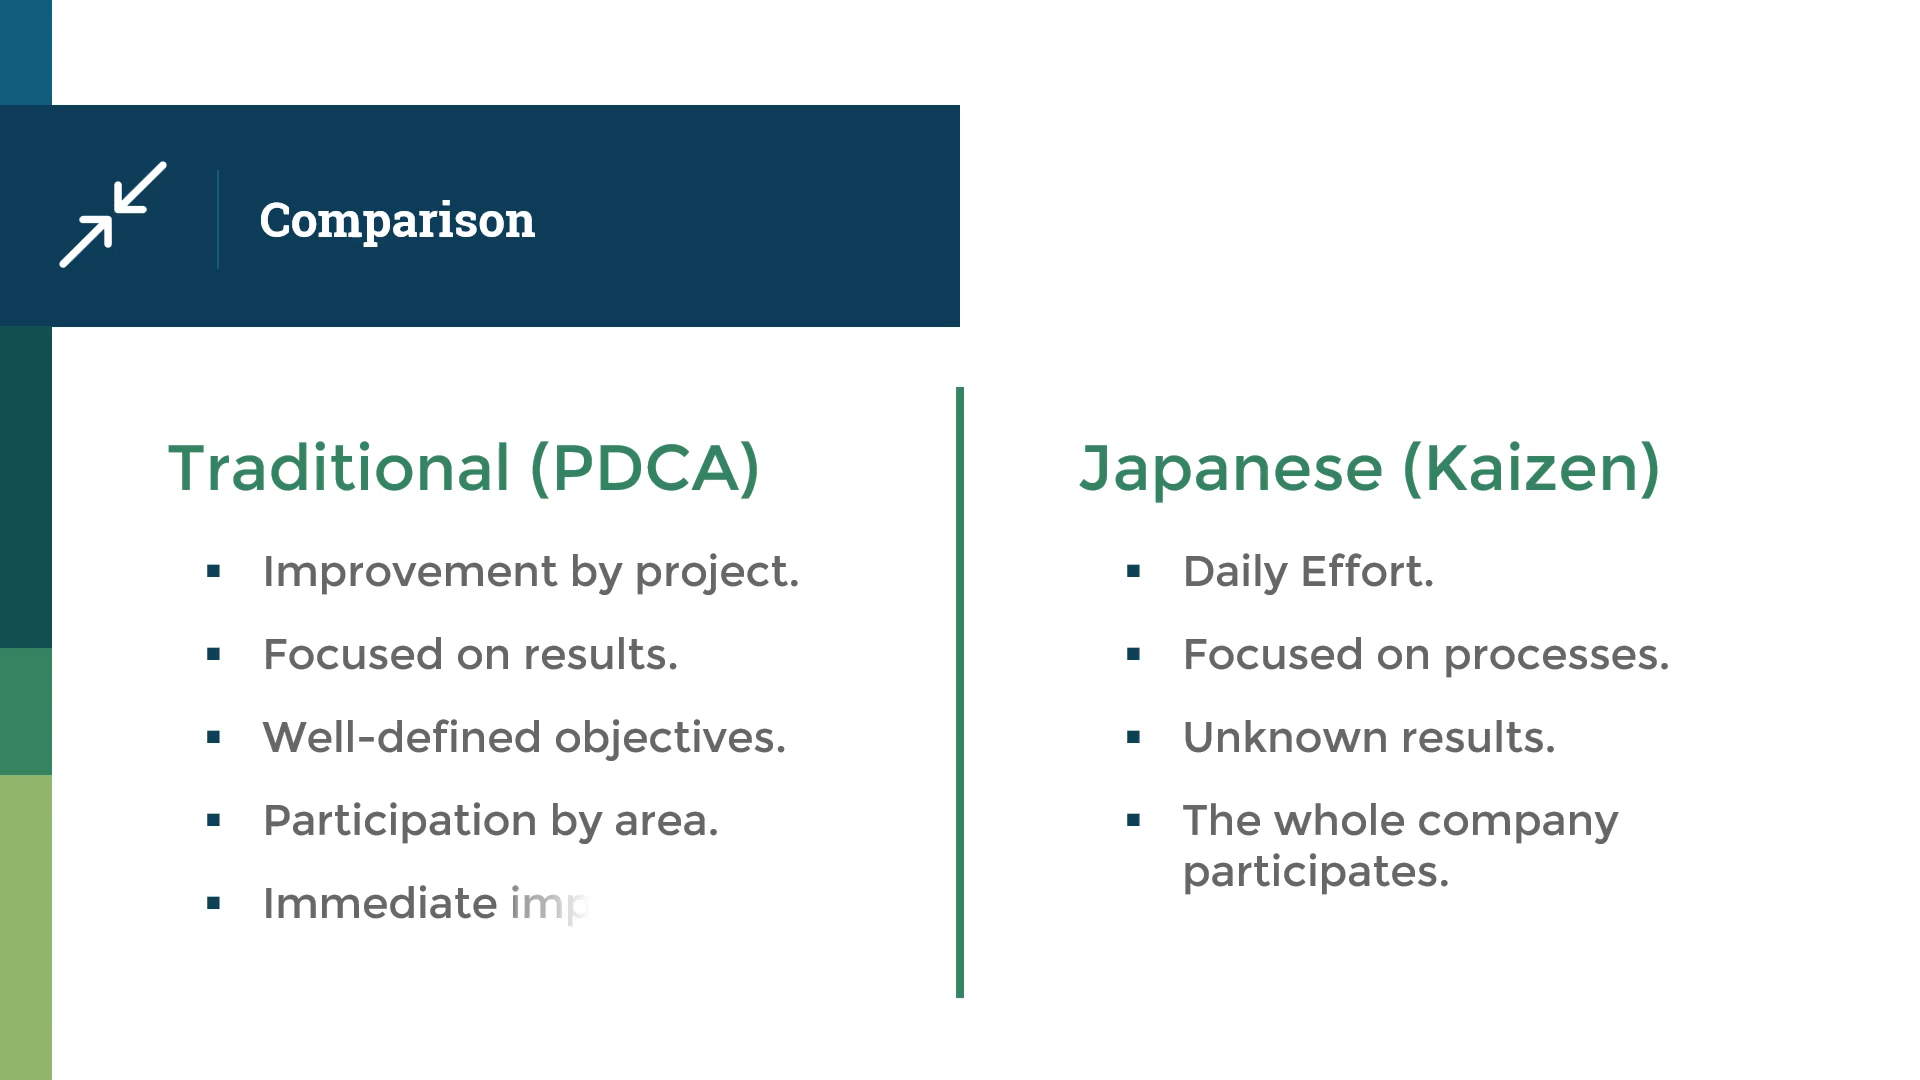 Comparison
Traditional (PDCA)
Improvement by project.
Focused on results.
Well-defined objectives.
Participation by area.
Immediate
Japanese (Kaizen)
Daily Effort.
Focused on processes.
Unknown results.
The whole company
participates.